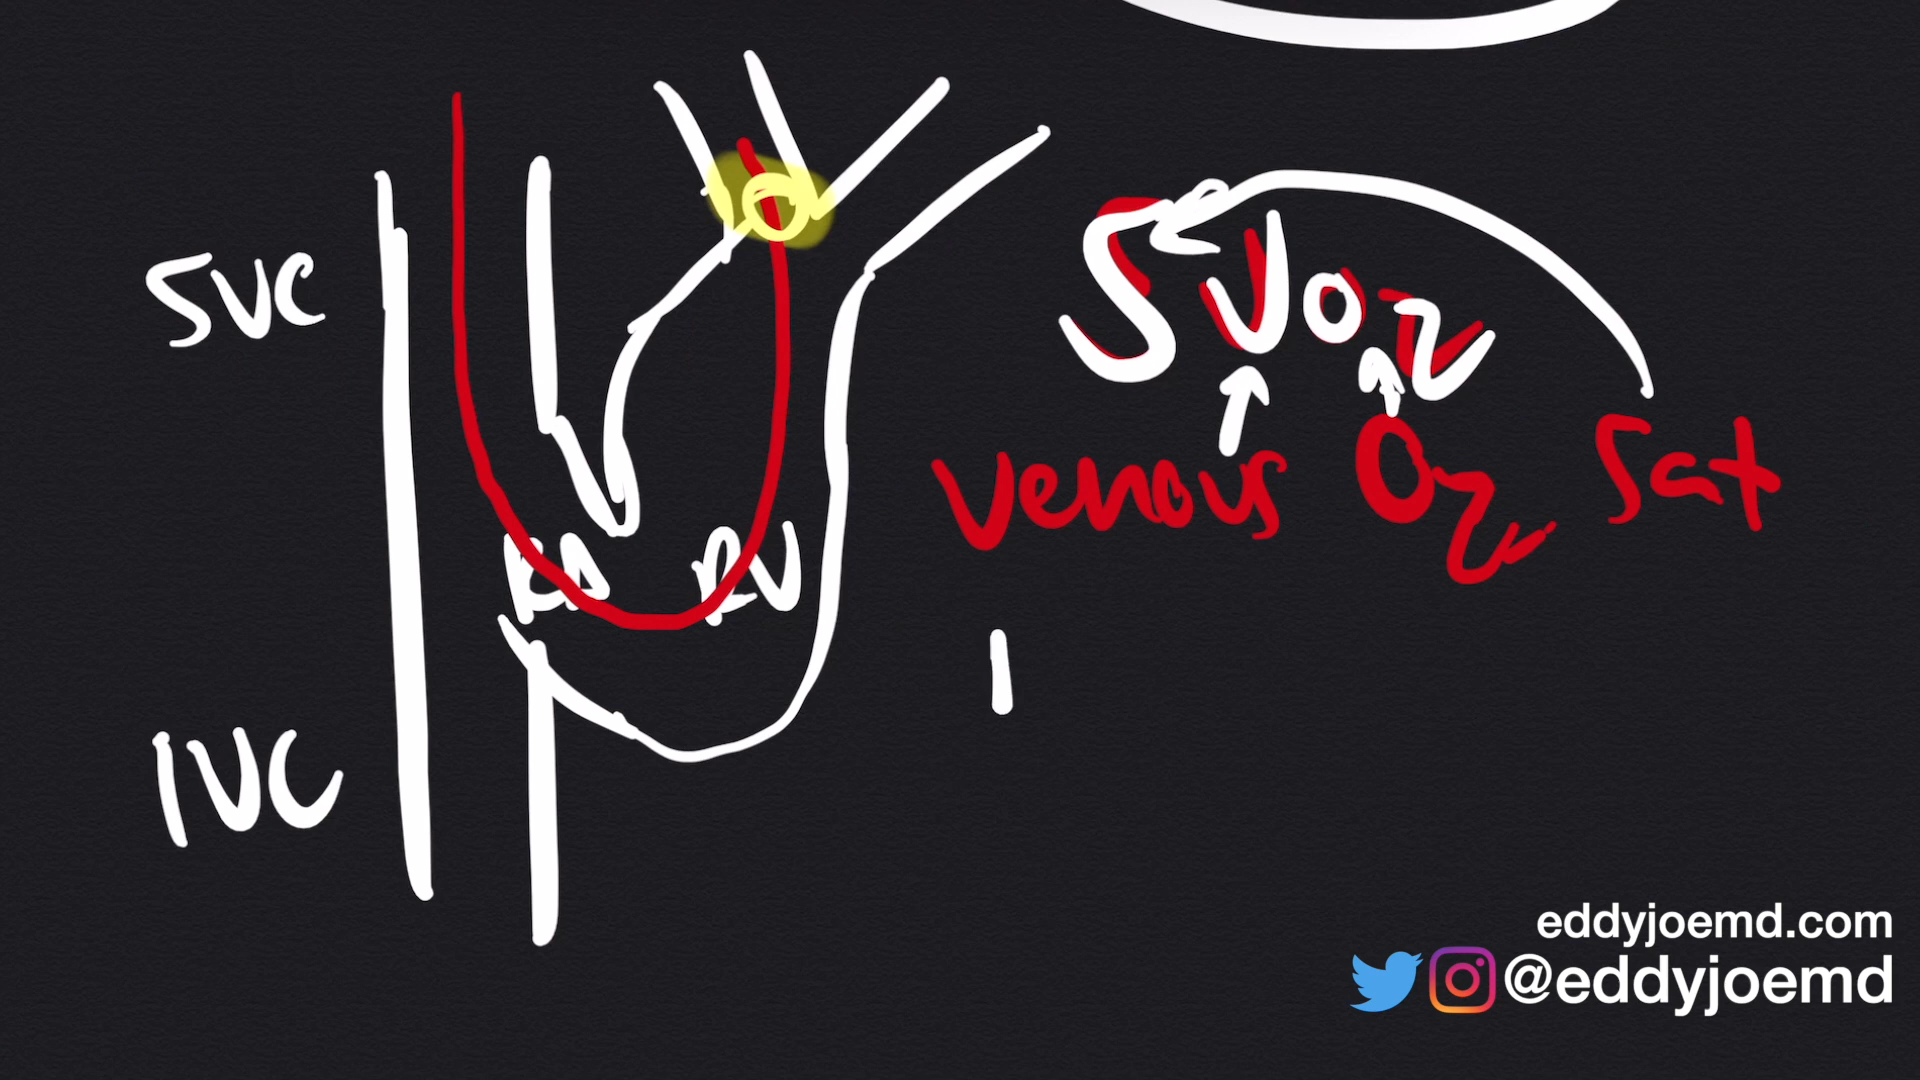 SVC
SVO2
venous O2 Sat
RA RV
IVC
eddyjoemd.com
@eddyjoemd